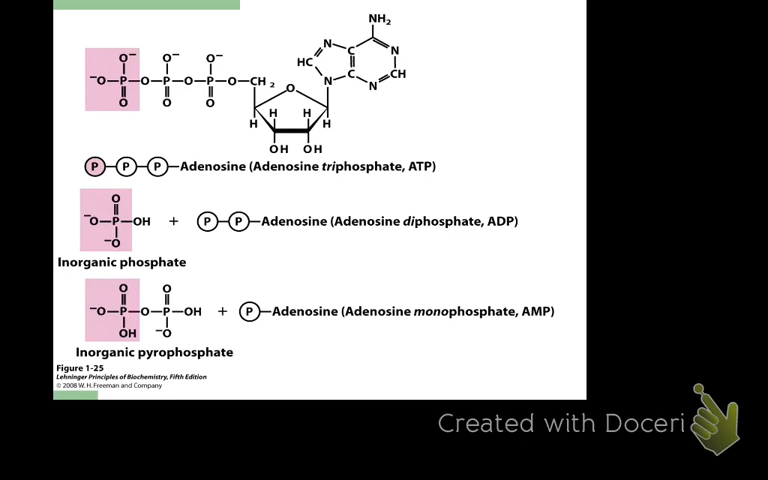 NH2
O− O− O−
N C N
HC
−O—P—O—P—O—P—O—CH2 O C CH
O O O N N
H H H H
OH OH
P—P—P—Adenosine (Adenosine triphosphate, ATP)
O
−O—P—OH + P—P—Adenosine (Adenosine diphosphate, ADP)
−O
Inorganic phosphate
O O
−O—P—O—P—OH + P—Adenosine (Adenosine monophosphate, AMP)
OH −O
Inorganic pyrophosphate
Figure 1-25
Lehninger Principles of Biochemistry, Fifth Edition
© 2008 W. H. Freeman and Company
Created with Doceri